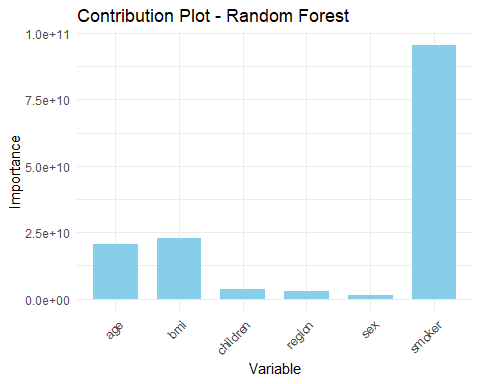 Contribution Plot - Random Forest
1.0e+11
7.5e+10
5.0e+10
2.5e+10
0.0e+00
Importance
age
bmi
children
region
sex
smoker
Variable